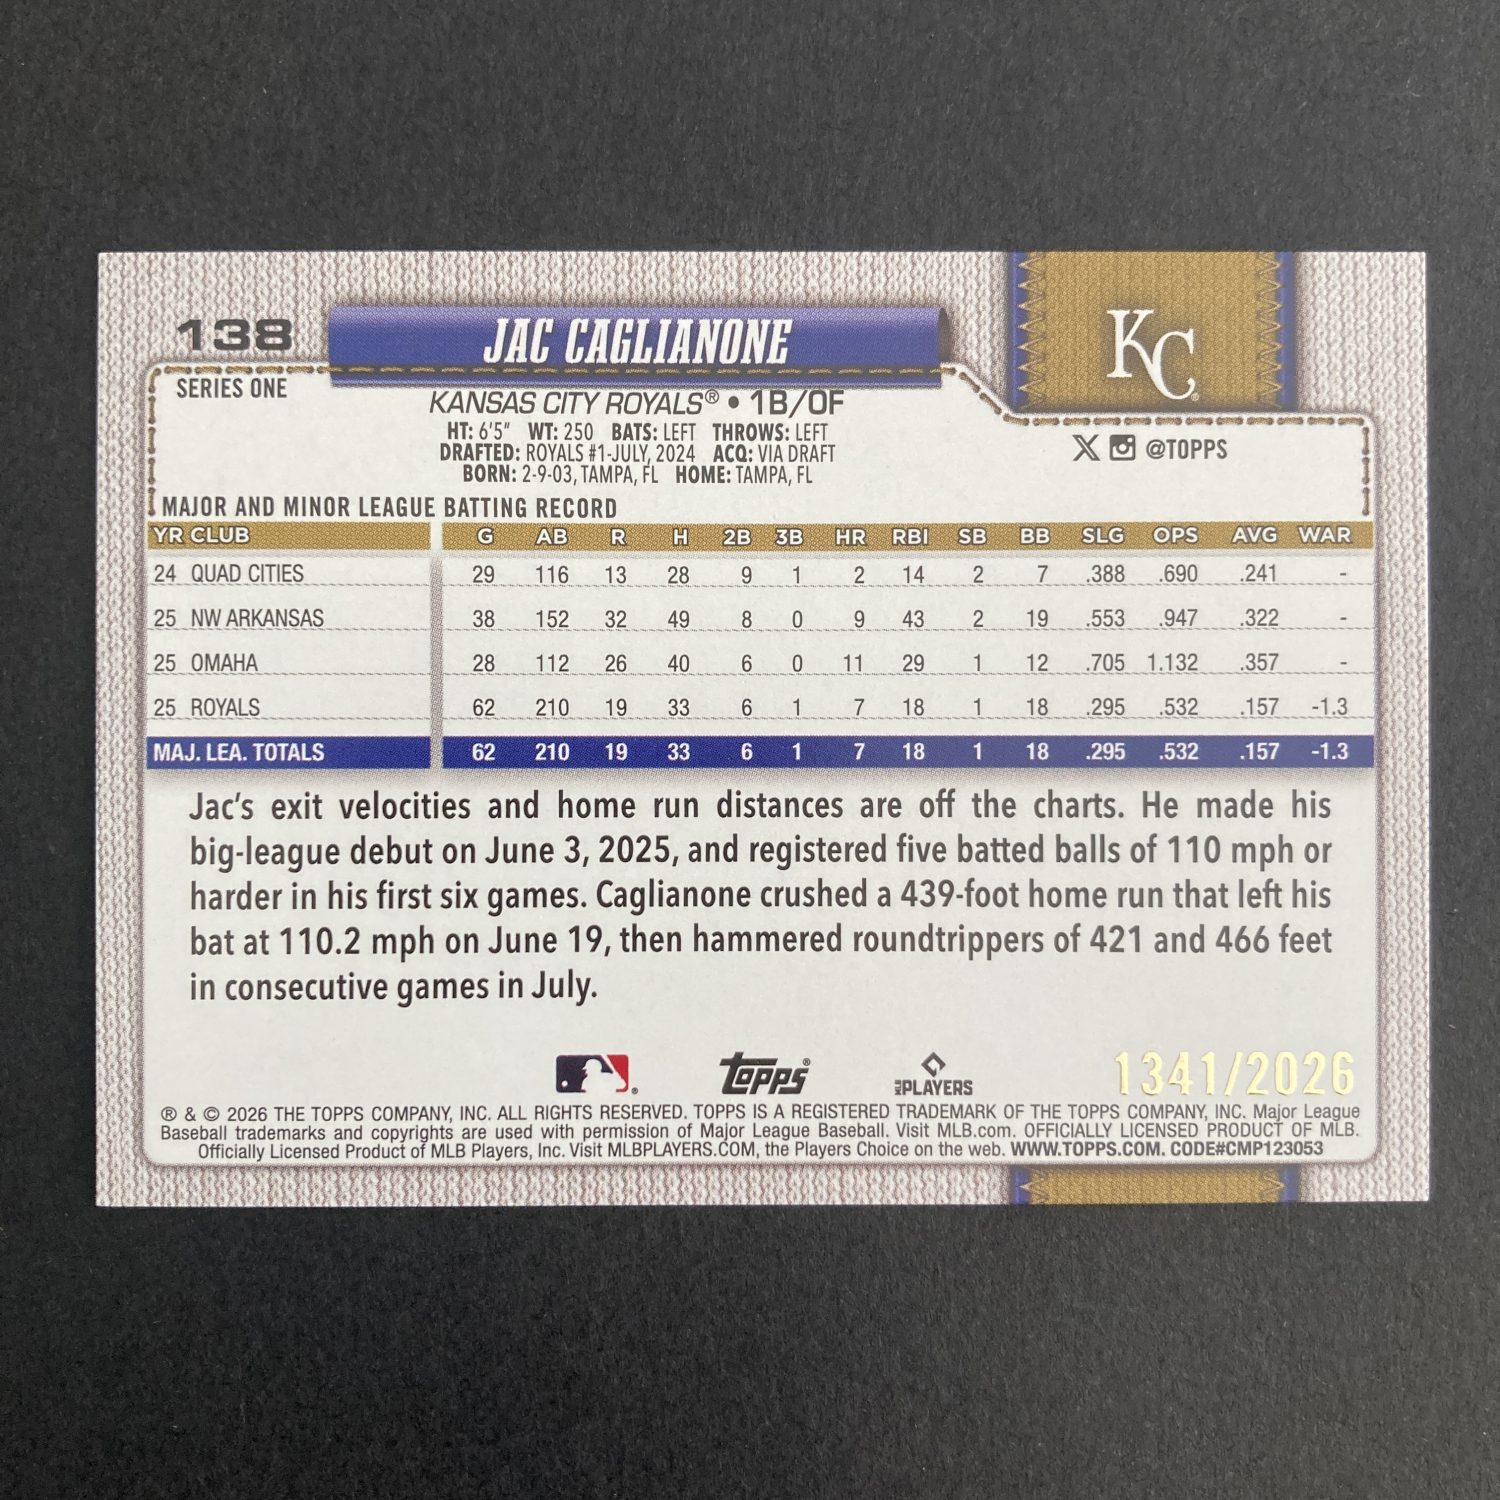 138
JAC CAGLIANONE
KC
SERIES ONE
KANSAS CITY ROYALS® • 1B/OF
HT: 6'5" WT: 250 BATS: LEFT THROWS: LEFT
DRAFTED: ROYALS #1-JULY, 2024 ACQ: VIA DRAFT
BORN: 2-9-03, TAMPA, FL HOME: TAMPA, FL
X @TOPPS
MAJOR AND MINOR LEAGUE BATTING RECORD
YR CLUB G AB R H 2B 3B HR RBI SB BB SLG OPS AVG WAR
24 QUAD CITIES 29 116 13 28 9 1 2 14 2 7 .388 .690 .241 -
25 NW ARKANSAS 38 152 32 49 8 0 9 43 2 19 .553 .947 .322 -
25 OMAHA 28 112 26 40 6 0 11 29 1 12 .705 1.132 .357 -
25 ROYALS 62 210 19 33 6 1 7 18 1 18 .295 .532 .157 -1.3
MAJ. LEA. TOTALS 62 210 19 33 6 1 7 18 1 18 .295 .532 .157 -1.3
Jac's exit velocities and home run distances are off the charts. He made his
big-league debut on June 3, 2025, and registered five batted balls of 110 mph or
harder in his first six games. Caglianone crushed a 439-foot home run that left his
bat at 110.2 mph on June 19, then hammered roundtrippers of 421 and 466 feet
in consecutive games in July.
Topps® MLB PLAYERS 1341/2026
® & © 2026 THE TOPPS COMPANY, INC. ALL RIGHTS RESERVED. TOPPS IS A REGISTERED TRADEMARK OF THE TOPPS COMPANY, INC. Major League
Baseball trademarks and copyrights are used with permission of Major League Baseball. Visit MLB.com. OFFICIALLY LICENSED PRODUCT OF MLB.
Officially Licensed Product of MLB Players, Inc. Visit MLBPLAYERS.COM, the Players Choice on the web. WWW.TOPPS.COM. CODE#CMP123053